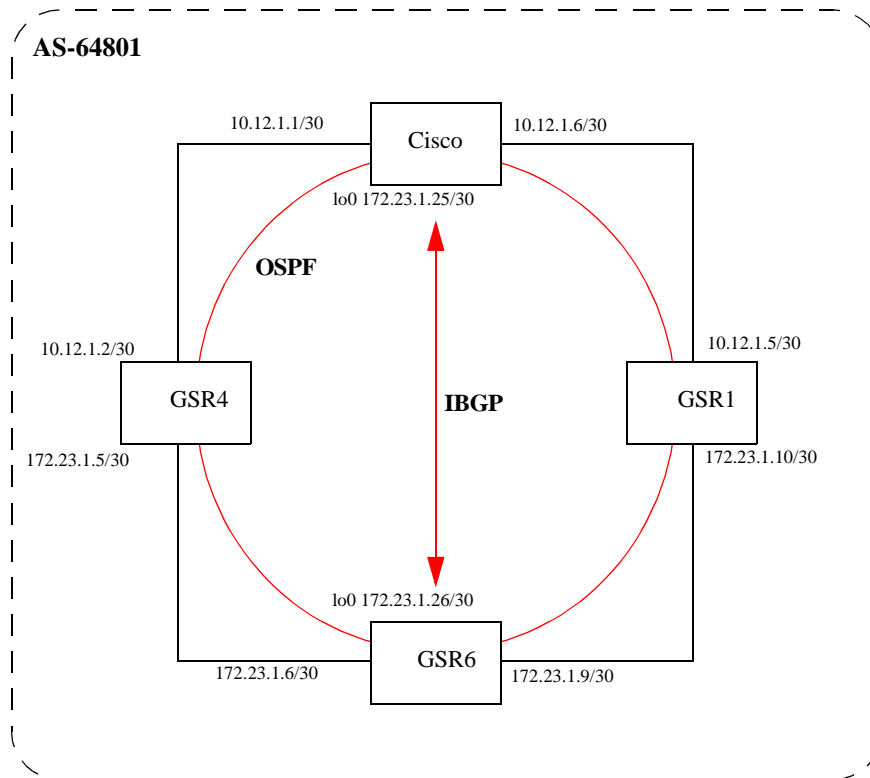 AS-64801
10.12.1.1/30
Cisco
10.12.1.6/30
lo0 172.23.1.25/30
OSPF
10.12.1.2/30
10.12.1.5/30
GSR4
IBGP
GSR1
172.23.1.5/30
172.23.1.10/30
lo0 172.23.1.26/30
GSR6
172.23.1.6/30
172.23.1.9/30